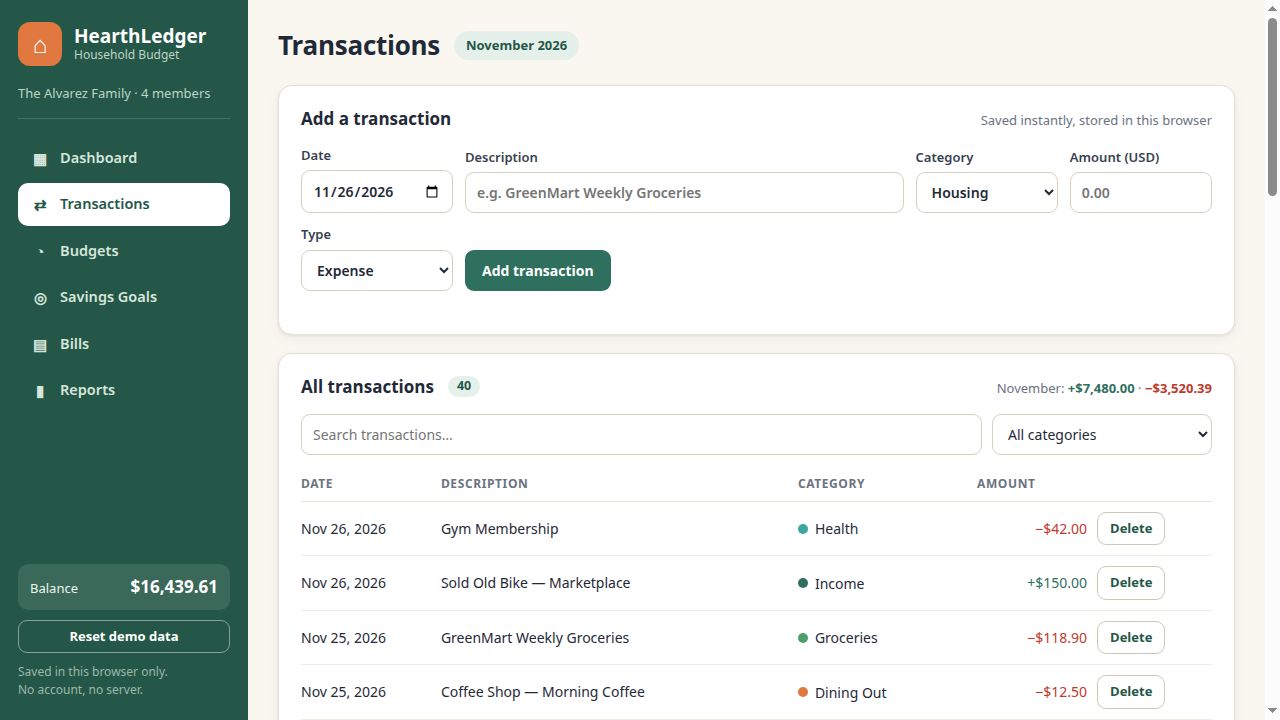 HearthLedger
Household Budget
The Alvarez Family · 4 members
Dashboard
Transactions
Budgets
Savings Goals
Bills
Reports
Balance $16,439.61
Reset demo data
Saved in this browser only.
No account, no server.
Transactions November 2026
Add a transaction Saved instantly, stored in this browser
Date Description Category Amount (USD)
11/26/2026 e.g. GreenMart Weekly Groceries Housing 0.00
Type
Expense Add transaction
All transactions 40 November: +$7,480.00 · −$3,520.39
Search transactions... All categories
DATE DESCRIPTION CATEGORY AMOUNT
Nov 26, 2026 Gym Membership Health −$42.00 Delete
Nov 26, 2026 Sold Old Bike — Marketplace Income +$150.00 Delete
Nov 25, 2026 GreenMart Weekly Groceries Groceries −$118.90 Delete
Nov 25, 2026 Coffee Shop — Morning Coffee Dining Out −$12.50 Delete